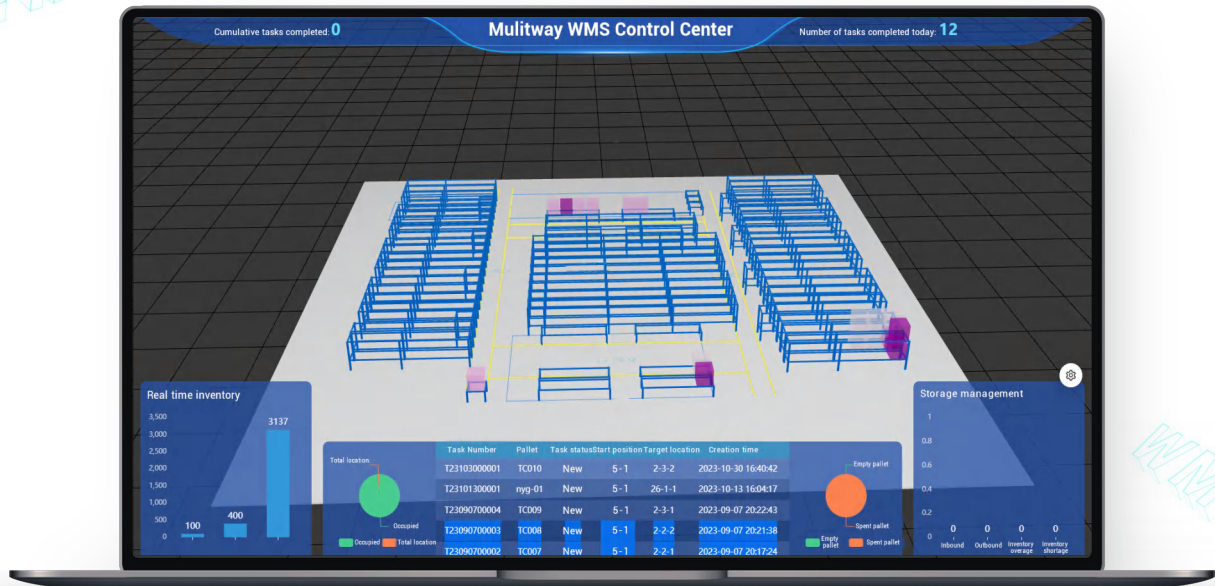 Cumulative tasks completed: 0
Mulitway WMS Control Center
Number of tasks completed today: 12
Real time inventory
3,500
3,000
2,500
2,000
1,500
1,000
500
0
100
400
3137
Total location
Occupied
Occupied Total location
Task Number Pallet Task status Start position Target location Creation time
T23103000001 TC010 New 5-1 2-3-2 2023-10-30 16:40:42
T23101300001 nyg-01 New 5-1 26-1-1 2023-10-13 16:04:17
T23090700004 TC009 New 5-1 2-3-1 2023-09-07 20:22:43
T23090700003 TC008 New 5-1 2-2-2 2023-09-07 20:21:38
T23090700002 TC007 New 5-1 2-2-1 2023-09-07 20:17:24
Empty pallet
Spent pallet
Empty pallet Spent pallet
Storage management
1
0.8
0.6
0.4
0.2
0
0 0 0 0
Inbound Outbound Inventory overage Inventory shortage